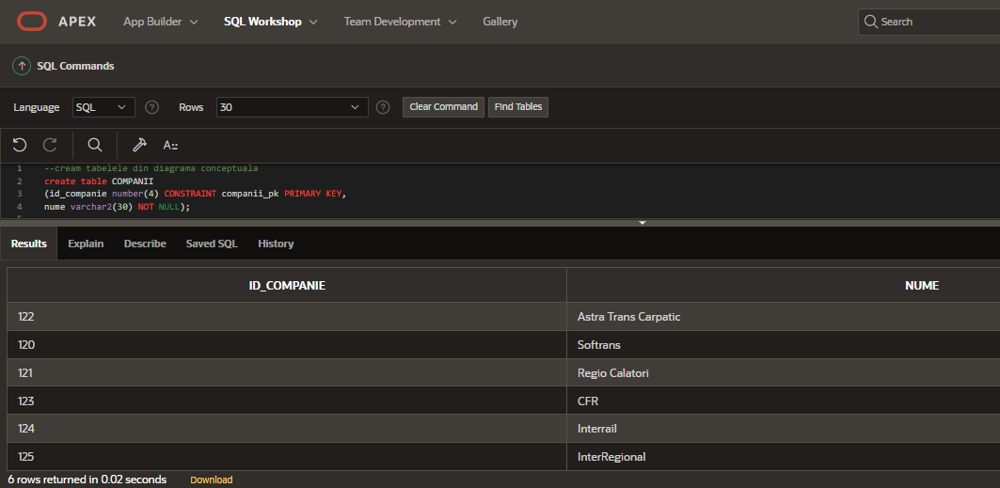 APEX App Builder SQL Workshop Team Development Gallery Search
SQL Commands
Language SQL ? Rows 30 ? Clear Command Find Tables
A::
1 --cream tabelele din diagrama conceptuala
2 create table COMPANII
3 (id_companie number(4) CONSTRAINT companii_pk PRIMARY KEY,
4 nume varchar2(30) NOT NULL);
Results Explain Describe Saved SQL History
ID_COMPANIE NUME
122 Astra Trans Carpatic
120 Softrans
121 Regio Calatori
123 CFR
124 Interrail
125 InterRegional
6 rows returned in 0.02 seconds Download